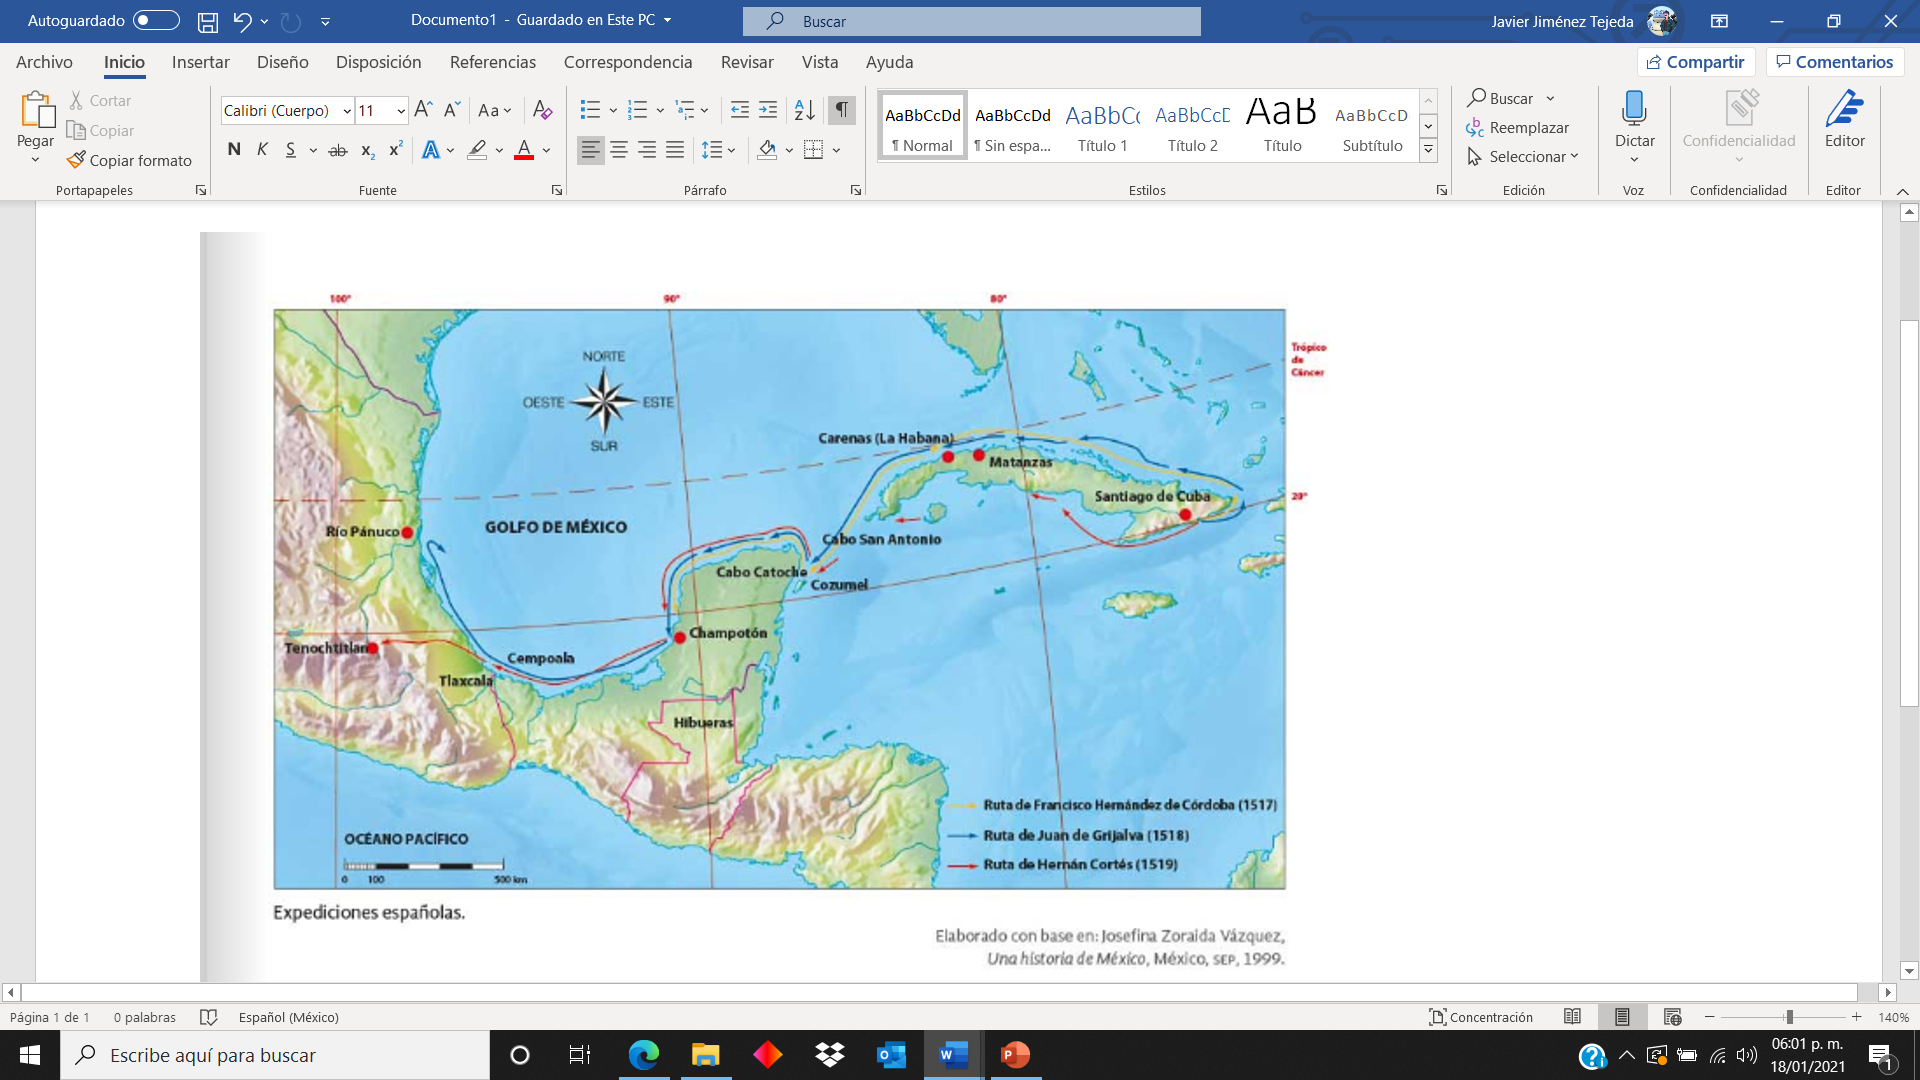 Autoguardado
Documento1 - Guardado en Este PC
Buscar
Javier Jiménez Tejeda
Archivo Inicio Insertar Diseño Disposición Referencias Correspondencia Revisar Vista Ayuda
Compartir Comentarios
Pegar
Cortar
Copiar
Copiar formato
Portapapeles
Calibri (Cuerpo) 11
Aa
N K S ab x₂ x² A A
Fuente
Párrafo
AaBbCcDd AaBbCcDd AaBbCc AaBbCcD AaB AaBbCcD
¶ Normal ¶ Sin espa... Título 1 Título 2 Título Subtítulo
Estilos
Buscar
Reemplazar
Seleccionar
Edición
Dictar
Voz
Confidencialidad
Confidencialidad
Editor
Editor
100° 90° 80°
Trópico
de
Cáncer
NORTE
OESTE ESTE
SUR
Carenas (La Habana)
Matanzas
Santiago de Cuba
20°
Río Pánuco
GOLFO DE MÉXICO
Cabo San Antonio
Cabo Catoche
Cozumel
Champotón
Tenochtitlan
Cempoala
Tlaxcala
Hibueras
Ruta de Francisco Hernández de Córdoba (1517)
Ruta de Juan de Grijalva (1518)
Ruta de Hernán Cortés (1519)
OCÉANO PACÍFICO
0 100 500 km
Expediciones españolas.
Elaborado con base en: Josefina Zoraida Vázquez,
Una historia de México, México, SEP, 1999.
Página 1 de 1 0 palabras Español (México) Concentración 140%
Escribe aquí para buscar
06:01 p. m.
18/01/2021
1